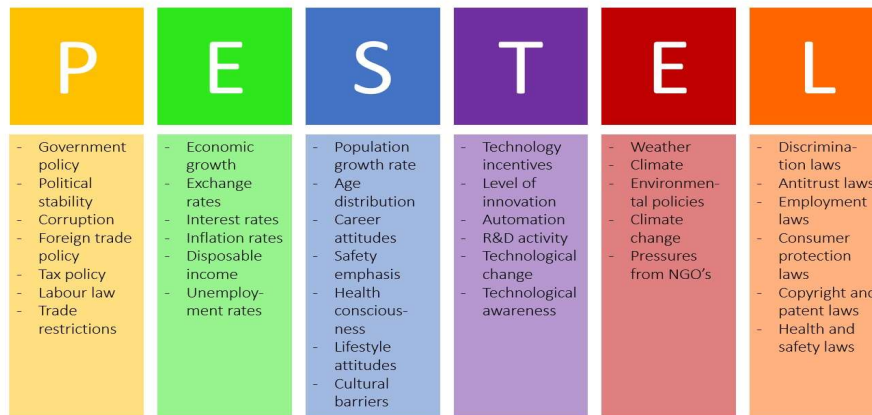 P
E
S
T
E
L
- Government
policy
- Political
stability
- Corruption
- Foreign trade
policy
- Tax policy
- Labour law
- Trade
restrictions
- Economic
growth
- Exchange
rates
- Interest rates
- Inflation rates
- Disposable
income
- Unemploy-
ment rates
- Population
growth rate
- Age
distribution
- Career
attitudes
- Safety
emphasis
- Health
conscious-
ness
- Lifestyle
attitudes
- Cultural
barriers
- Technology
incentives
- Level of
innovation
- Automation
- R&D activity
- Technological
change
- Technological
awareness
- Weather
- Climate
- Environmen-
tal policies
- Climate
change
- Pressures
from NGO's
- Discrimina-
tion laws
- Antitrust laws
- Employment
laws
- Consumer
protection
laws
- Copyright and
patent laws
- Health and
safety laws